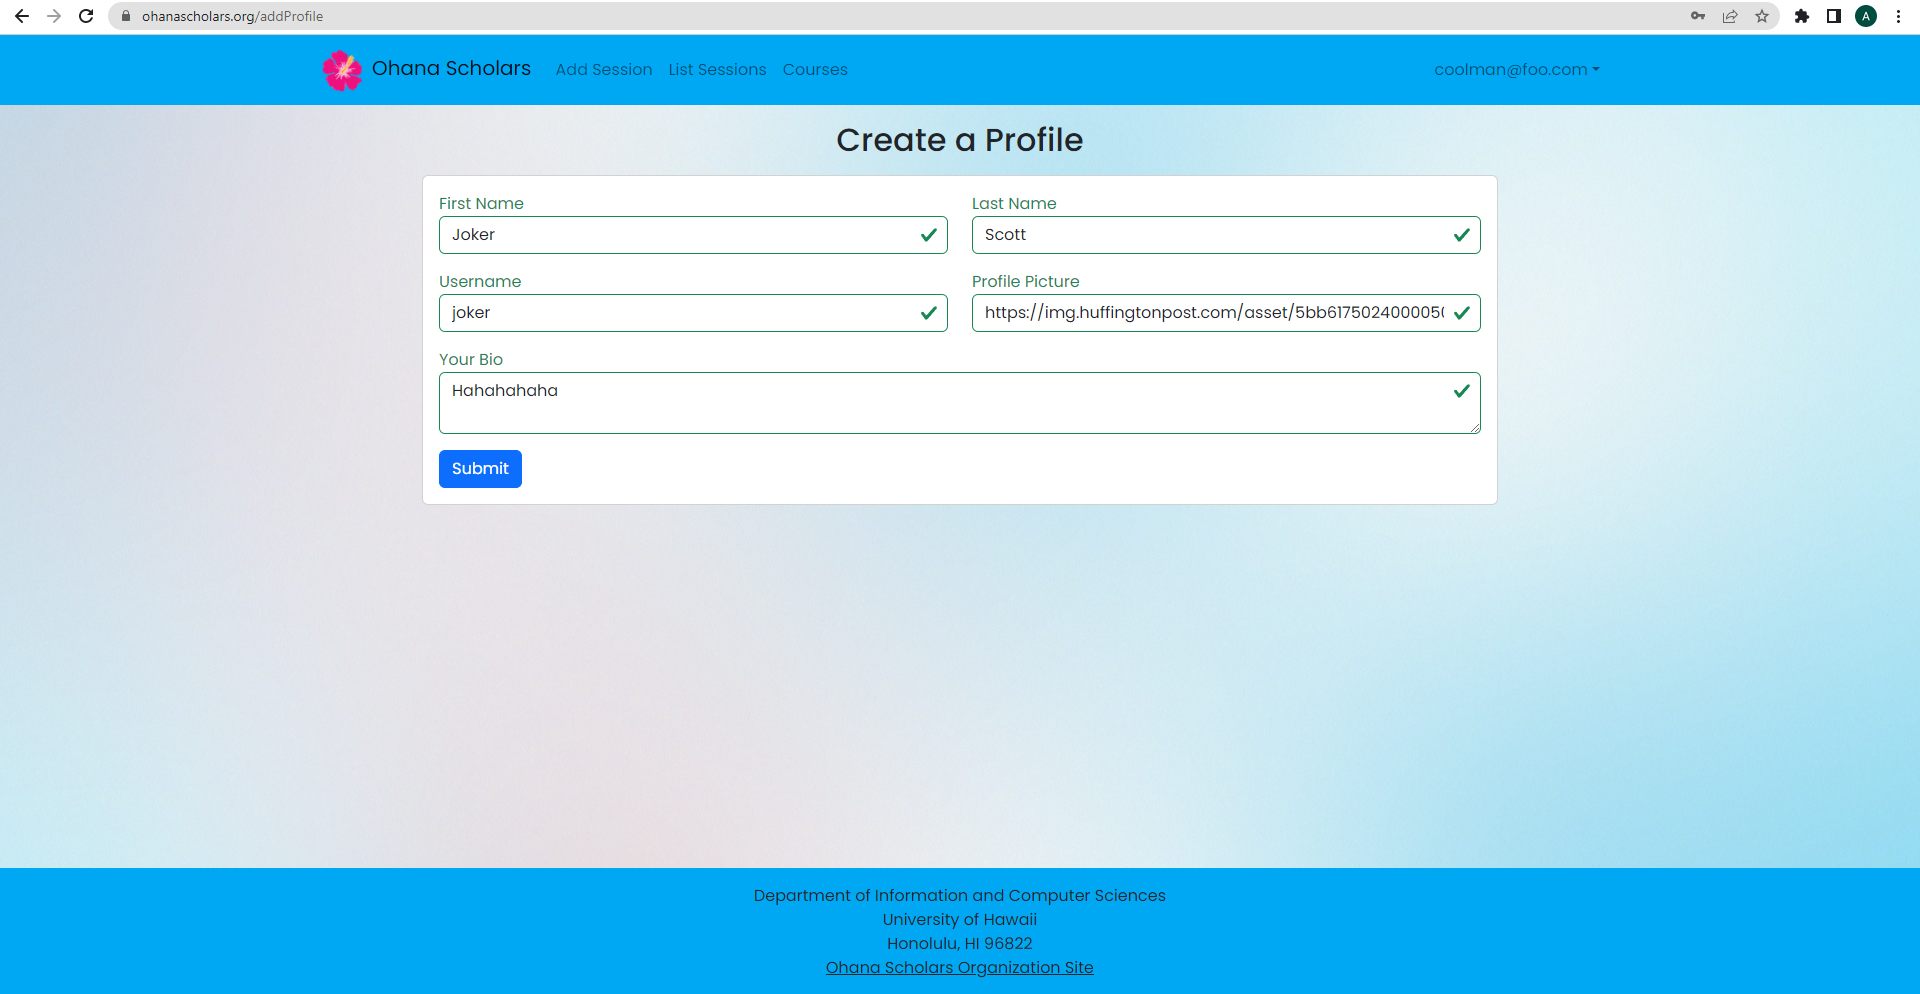 ohanascholars.org/addProfile
A
Ohana Scholars Add Session List Sessions Courses coolman@foo.com
Create a Profile
First Name Last Name
Joker Scott
Username Profile Picture
joker https://img.huffingtonpost.com/asset/5bb6175024000050
Your Bio
Hahahahaha
Submit
Department of Information and Computer Sciences
University of Hawaii
Honolulu, HI 96822
Ohana Scholars Organization Site